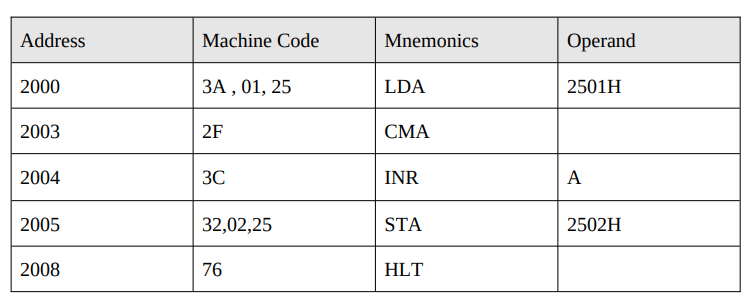 Address Machine Code Mnemonics Operand
2000 3A , 01, 25 LDA 2501H
2003 2F CMA
2004 3C INR A
2005 32,02,25 STA 2502H
2008 76 HLT